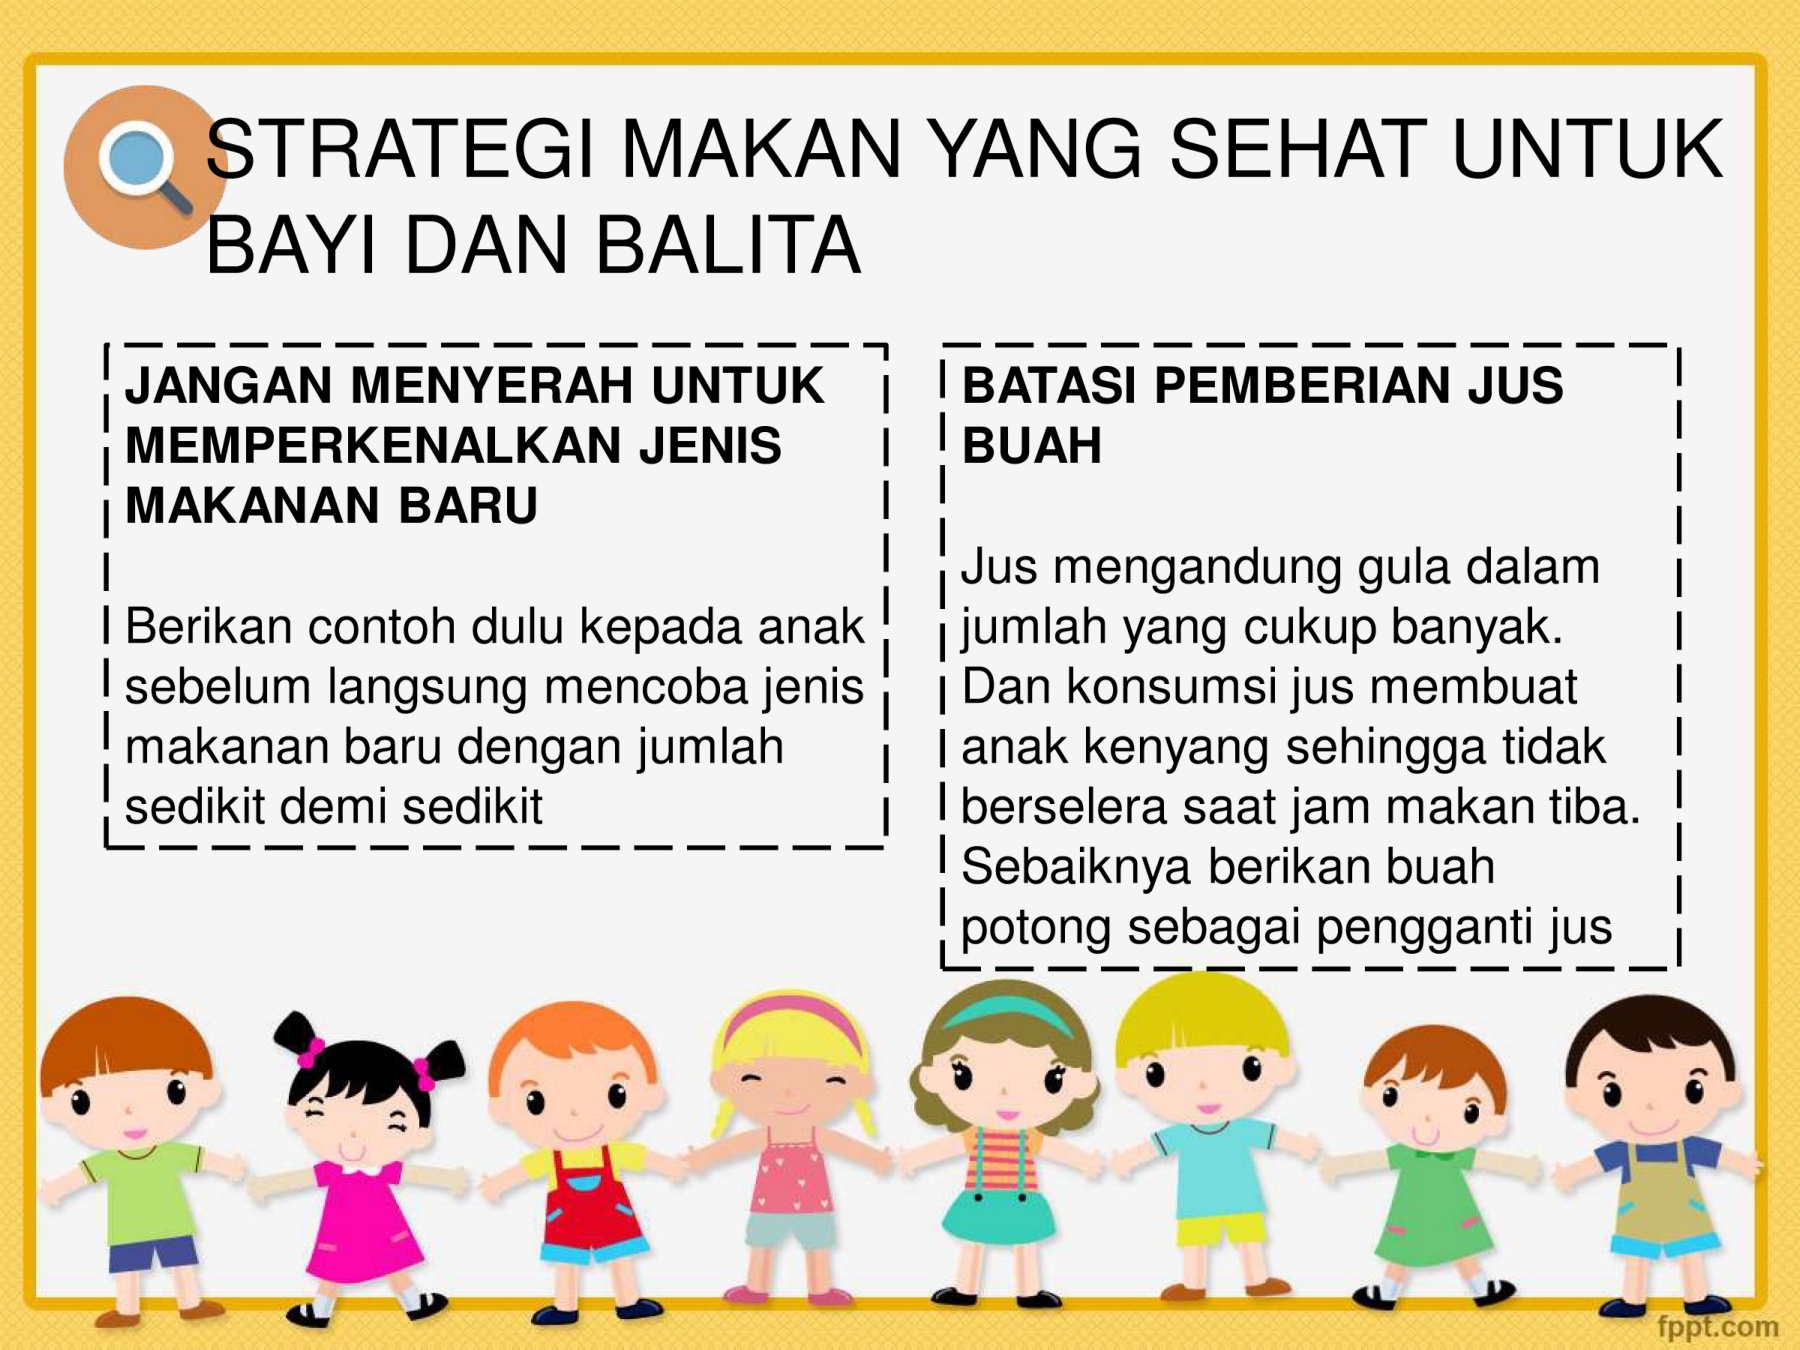 STRATEGI MAKAN YANG SEHAT UNTUK
BAYI DAN BALITA
JANGAN MENYERAH UNTUK
MEMPERKENALKAN JENIS
MAKANAN BARU
Berikan contoh dulu kepada anak
sebelum langsung mencoba jenis
makanan baru dengan jumlah
sedikit demi sedikit
BATASI PEMBERIAN JUS
BUAH
Jus mengandung gula dalam
jumlah yang cukup banyak.
Dan konsumsi jus membuat
anak kenyang sehingga tidak
berselera saat jam makan tiba.
Sebaiknya berikan buah
potong sebagai pengganti jus
fppt.com